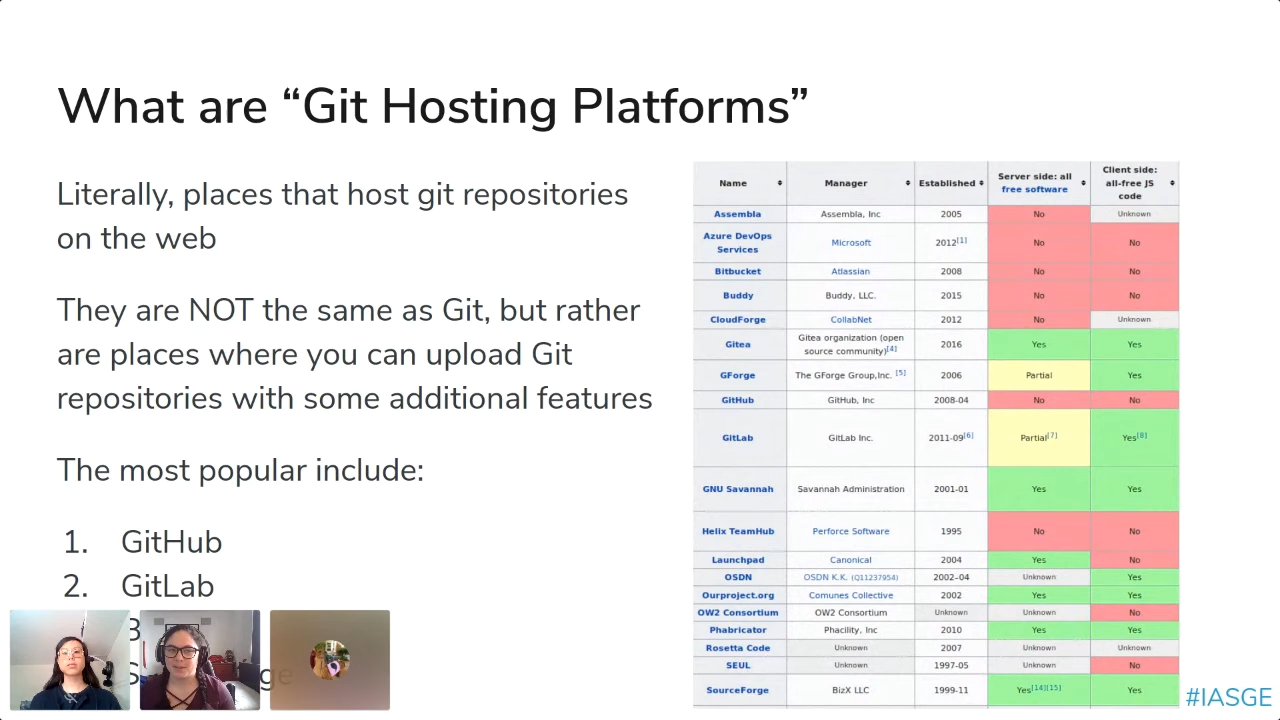 What are “Git Hosting Platforms”
Literally, places that host git repositories
on the web
They are NOT the same as Git, but rather
are places where you can upload Git
repositories with some additional features
The most popular include:
1. GitHub
2. GitLab
Name Manager Established Server side: all free software Client side: all-free JS code
Assembla Assembla, Inc 2005 No Unknown
Azure DevOps Services Microsoft 2012[1] No No
Bitbucket Atlassian 2008 No No
Buddy Buddy, LLC. 2015 No No
CloudForge CollabNet 2012 No Unknown
Gitea Gitea organization (open source community)[4] 2016 Yes Yes
GForge The GForge Group,Inc. [5] 2006 Partial Yes
GitHub GitHub, Inc 2008-04 No No
GitLab GitLab Inc. 2011-09[6] Partial[7] Yes[8]
GNU Savannah Savannah Administration 2001-01 Yes Yes
Helix TeamHub Perforce Software 1995 No No
Launchpad Canonical 2004 Yes No
OSDN OSDN K.K. (Q11237954) 2002–04 Unknown Yes
Ourproject.org Comunes Collective 2002 Yes Yes
OW2 Consortium OW2 Consortium Unknown Unknown No
Phabricator Phacility, Inc 2010 Yes Yes
Rosetta Code Unknown 2007 Unknown Unknown
SEUL Unknown 1997-05 Unknown No
SourceForge BizX LLC 1999-11 Yes[14][15] Yes
#IASGE